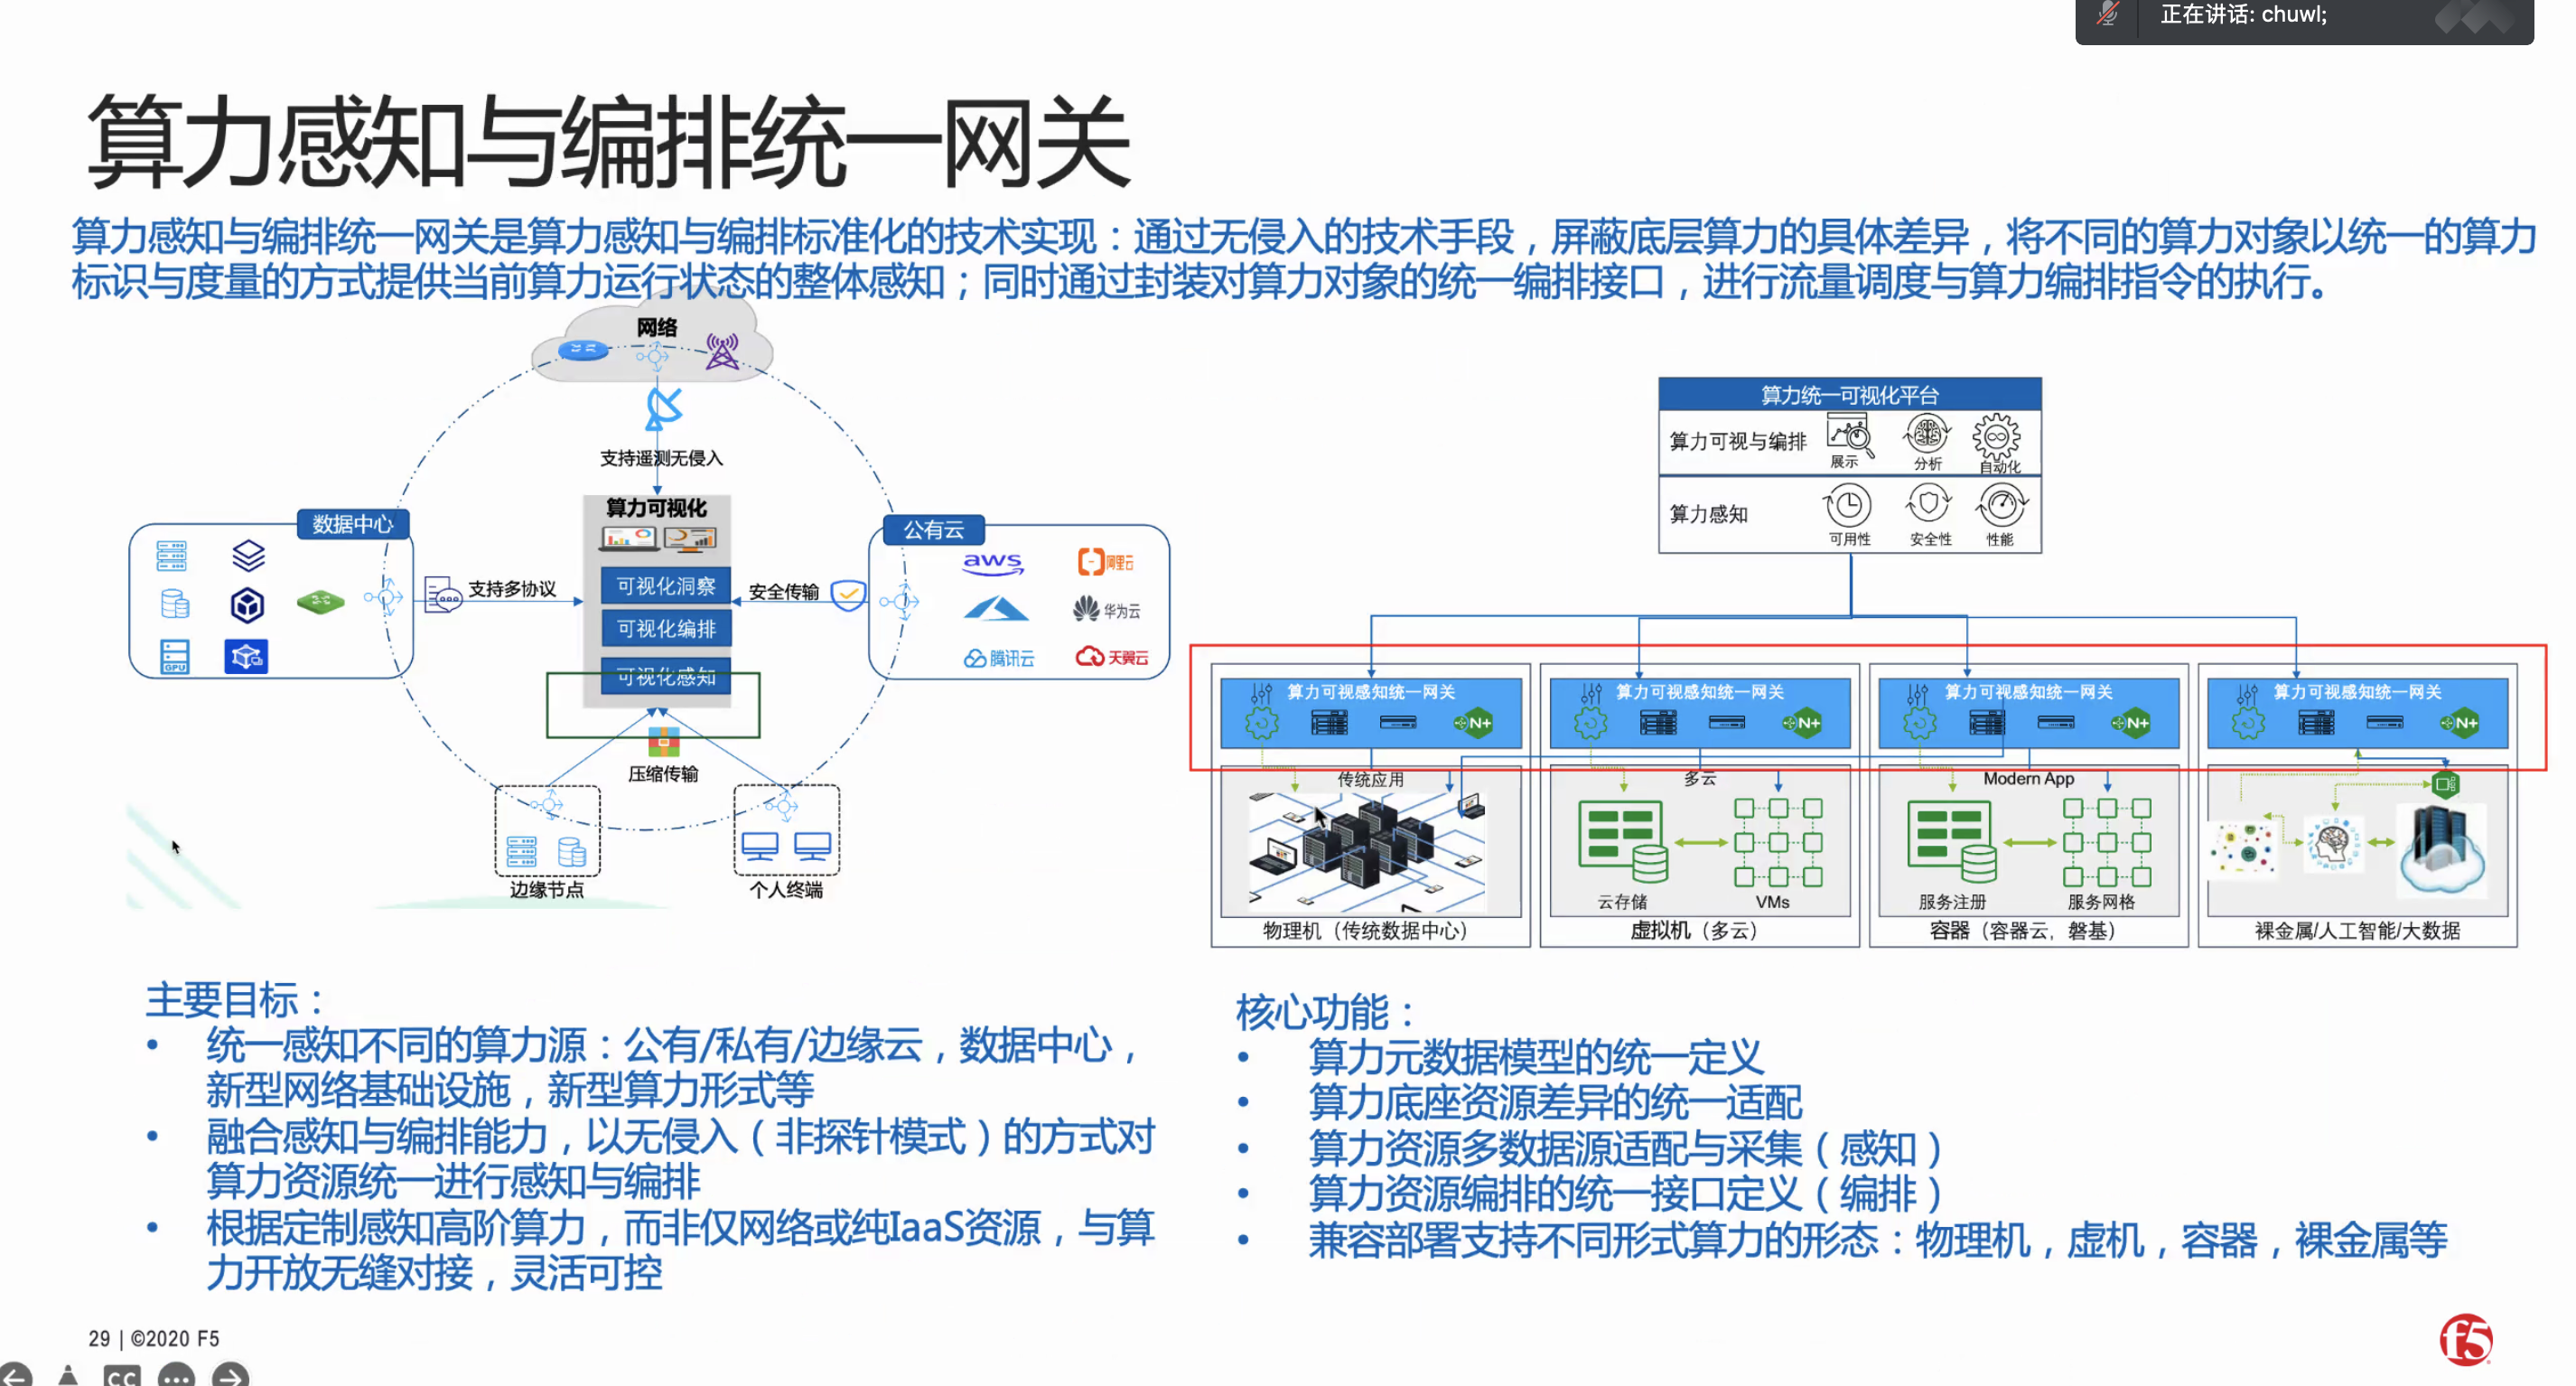 正在讲话: chuwl;
算力感知与编排统一网关
算力感知与编排统一网关是算力感知与编排标准化的技术实现：通过无侵入的技术手段，屏蔽底层算力的具体差异，将不同的算力对象以统一的算力
标识与度量的方式提供当前算力运行状态的整体感知；同时通过封装对算力对象的统一编排接口，进行流量调度与算力编排指令的执行。
网络
支持遥测无侵入
算力可视化
数据中心
公有云
GPU
支持多协议
安全传输
可视化洞察
可视化编排
可视化感知
aws
阿里云
华为云
腾讯云
天翼云
压缩传输
边缘节点
个人终端
算力统一可视化平台
算力可视与编排
展示
分析
自动化
算力感知
可用性
安全性
性能
算力可视感知统一网关
N+
算力可视感知统一网关
N+
算力可视感知统一网关
N+
算力可视感知统一网关
N+
传统应用
多云
Modern App
云存储
VMs
服务注册
服务网格
物理机（传统数据中心）
虚拟机（多云）
容器（容器云，磐基）
裸金属/人工智能/大数据
主要目标：
• 统一感知不同的算力源：公有/私有/边缘云，数据中心，
新型网络基础设施，新型算力形式等
• 融合感知与编排能力，以无侵入（非探针模式）的方式对
算力资源统一进行感知与编排
• 根据定制感知高阶算力，而非仅网络或纯IaaS资源，与算
力开放无缝对接，灵活可控
核心功能：
• 算力元数据模型的统一定义
• 算力底座资源差异的统一适配
• 算力资源多数据源适配与采集（感知）
• 算力资源编排的统一接口定义（编排）
• 兼容部署支持不同形式算力的形态：物理机，虚机，容器，裸金属等
29 | ©2020 F5
f5
CC